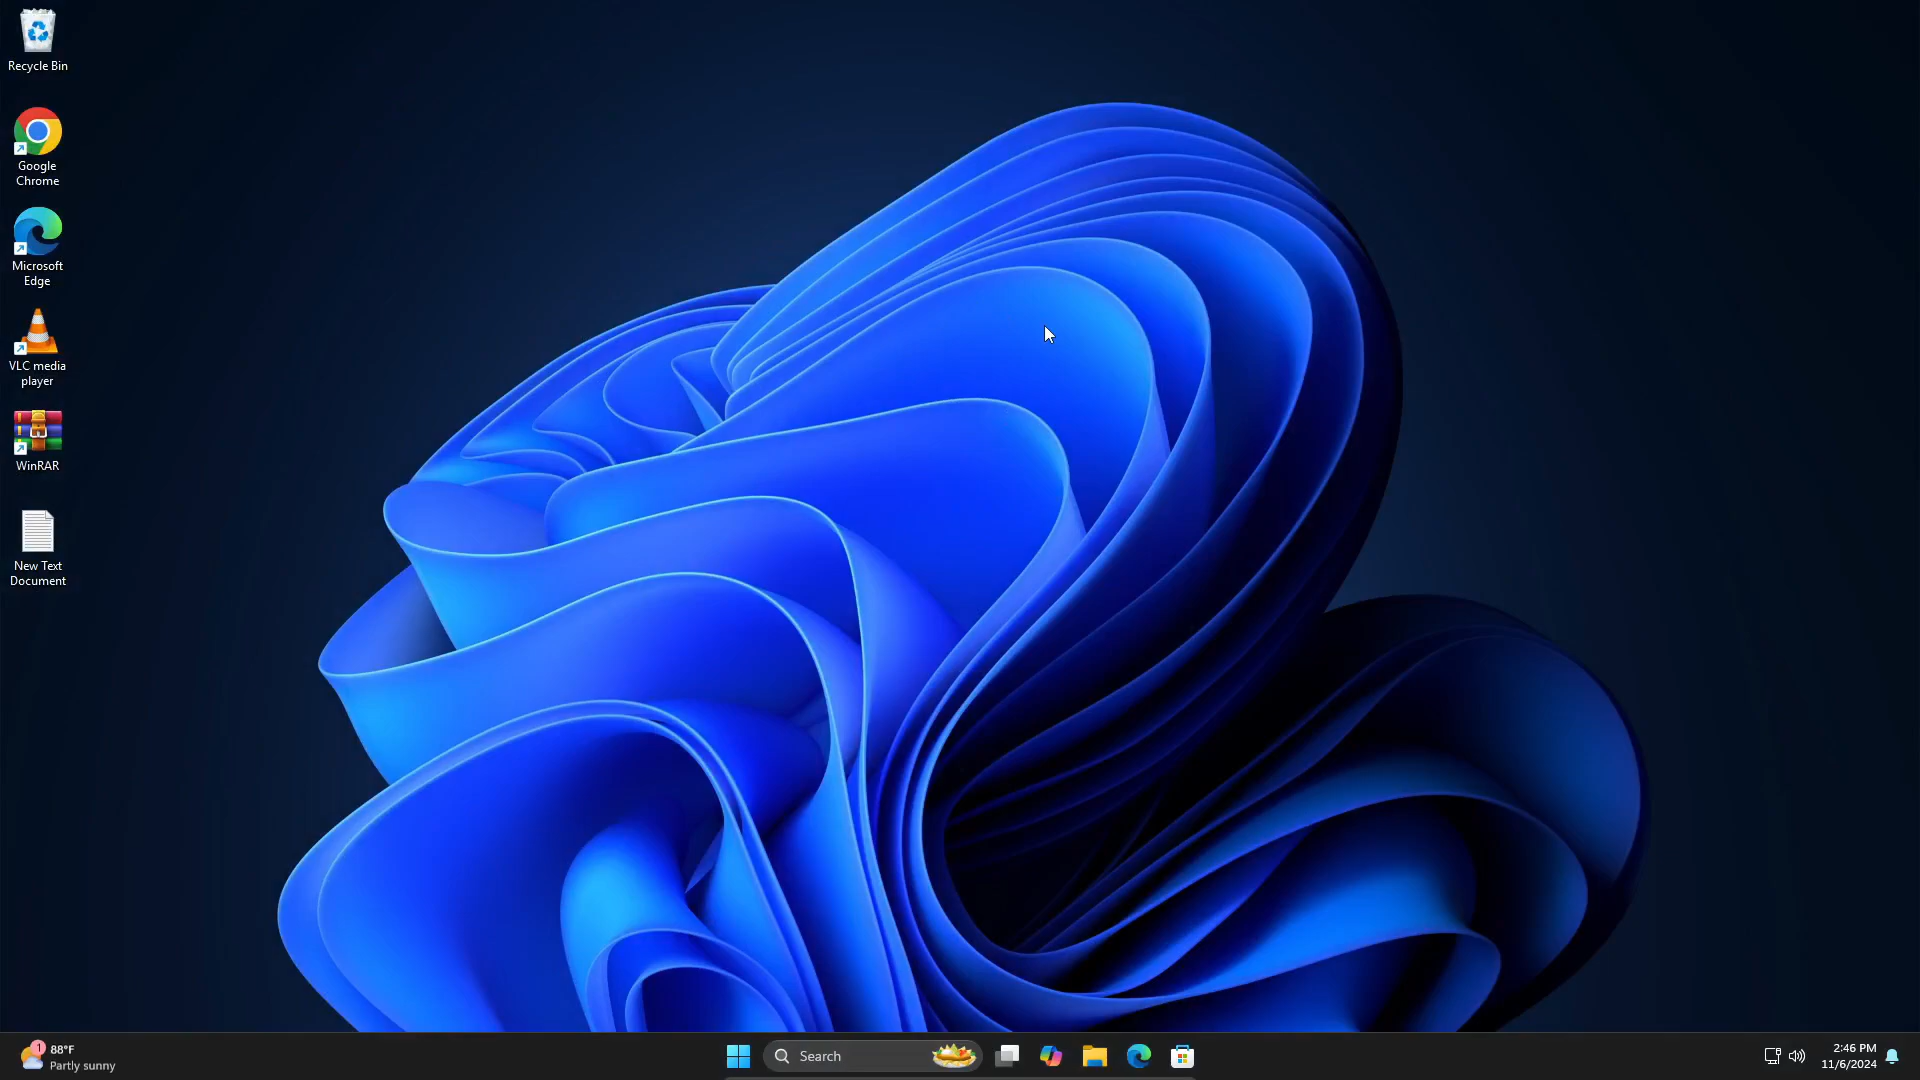 Recycle Bin
Google
Chrome
Microsoft
Edge
VLC media
player
WinRAR
New Text
Document
1
88°F
Partly sunny
Search
2:46 PM
11/6/2024